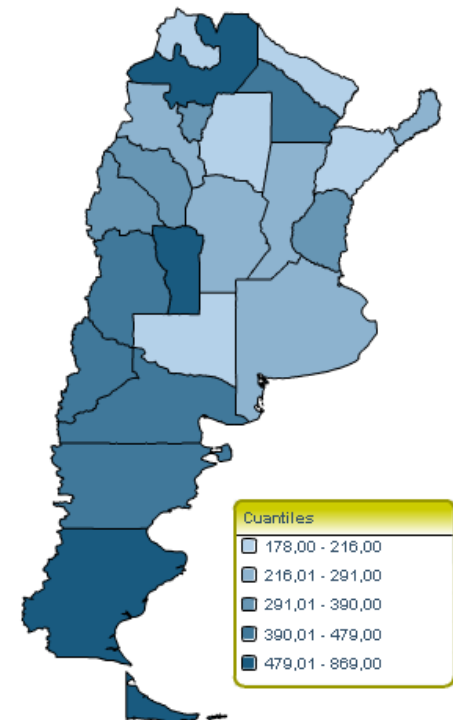 Cuantiles
178,00 - 216,00
216,01 - 291,00
291,01 - 390,00
390,01 - 479,00
479,01 - 869,00